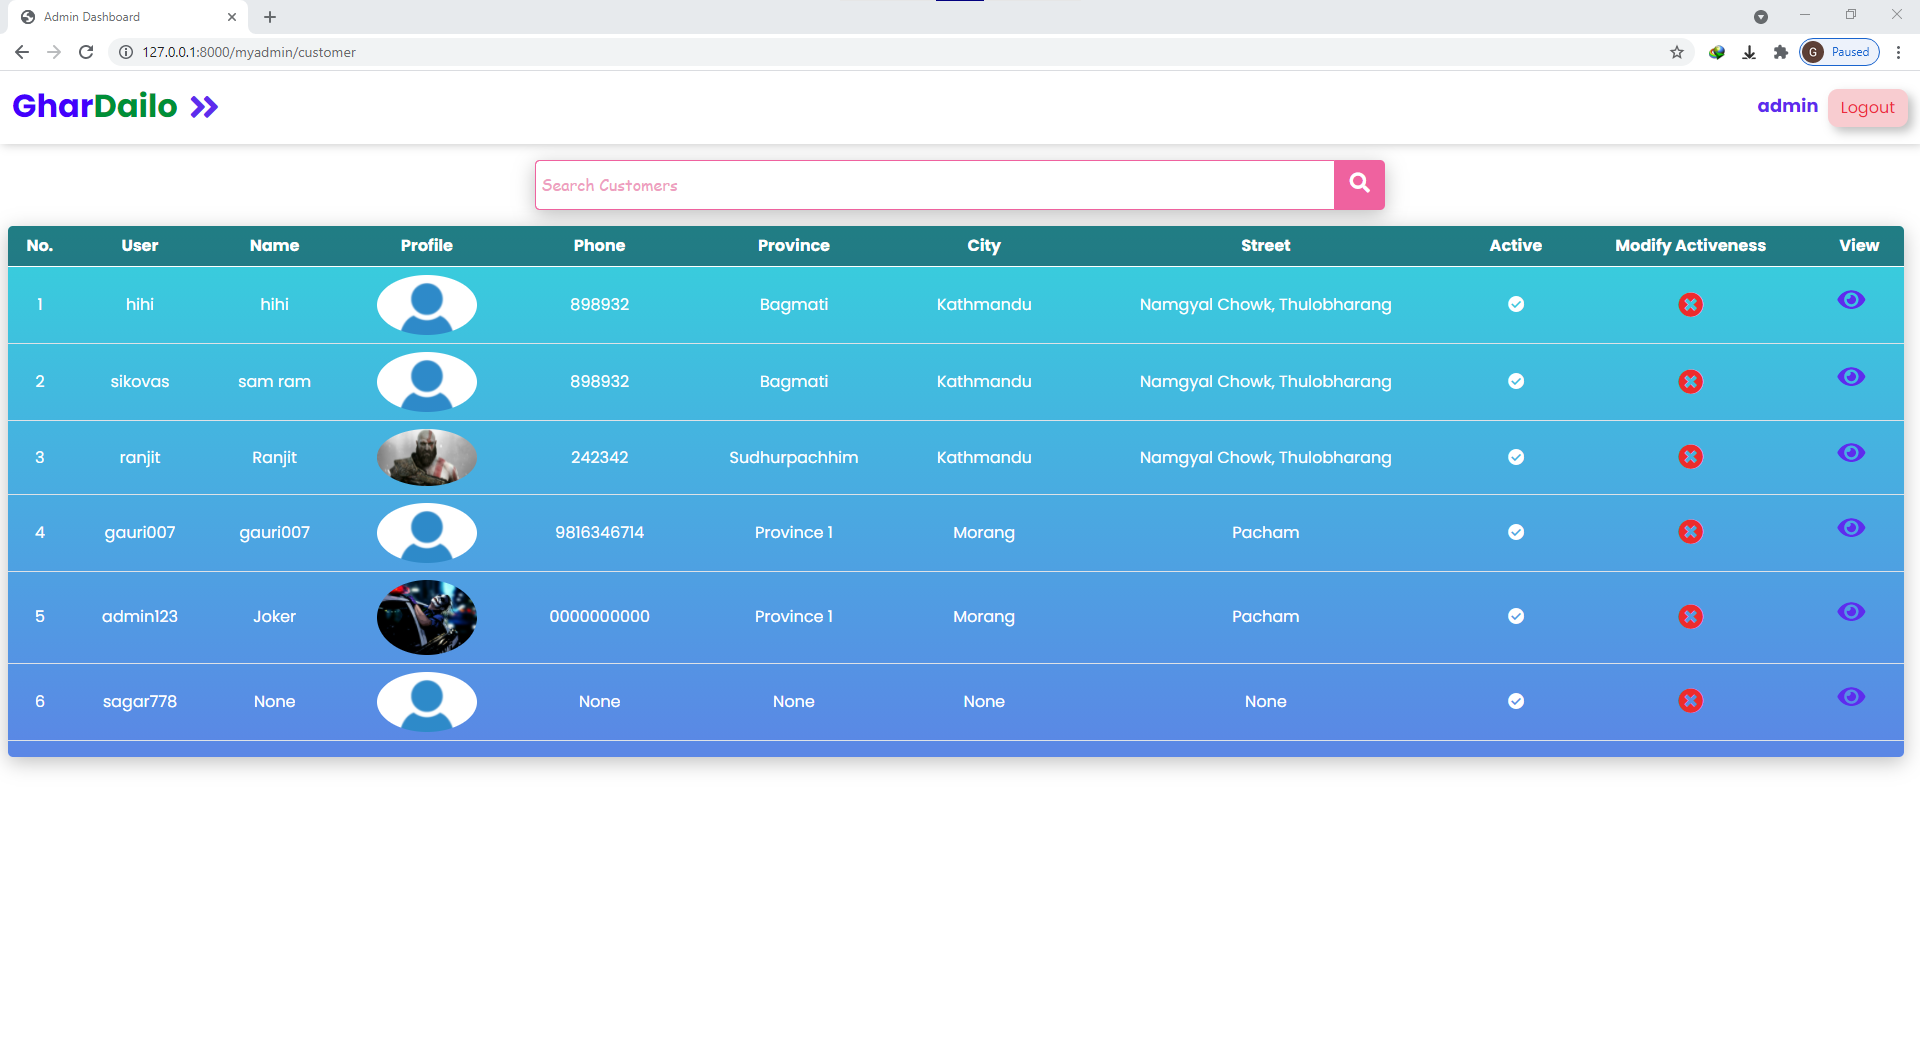 Admin Dashboard
127.0.0.1:8000/myadmin/customer
G Paused
GharDailo
admin Logout
Search Customers
No. User Name Profile Phone Province City Street Active Modify Activeness View
1 hihi hihi 898932 Bagmati Kathmandu Namgyal Chowk, Thulobharang
2 sikovas sam ram 898932 Bagmati Kathmandu Namgyal Chowk, Thulobharang
3 ranjit Ranjit 242342 Sudhurpachhim Kathmandu Namgyal Chowk, Thulobharang
4 gauri007 gauri007 9816346714 Province 1 Morang Pacham
5 admin123 Joker 0000000000 Province 1 Morang Pacham
6 sagar778 None None None None None